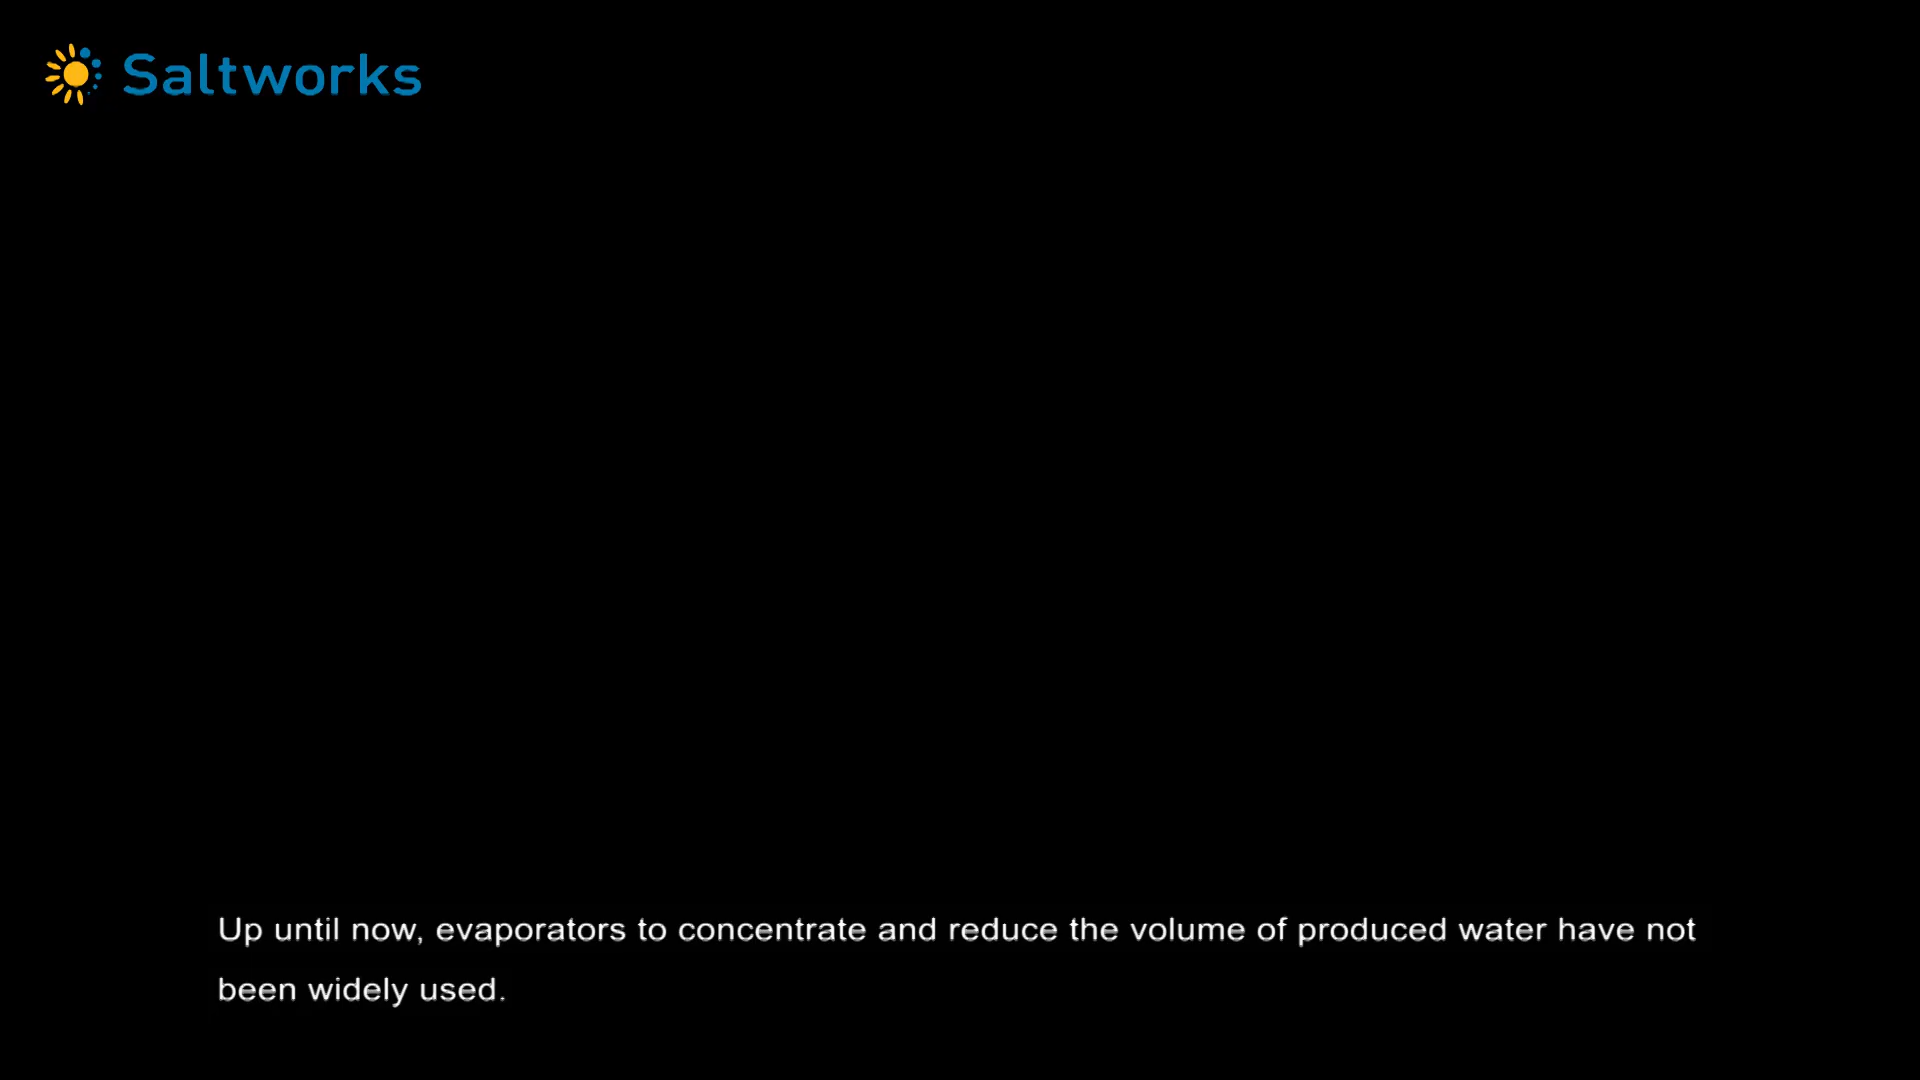 Saltworks
Up until now, evaporators to concentrate and reduce the volume of produced water have not
been widely used.